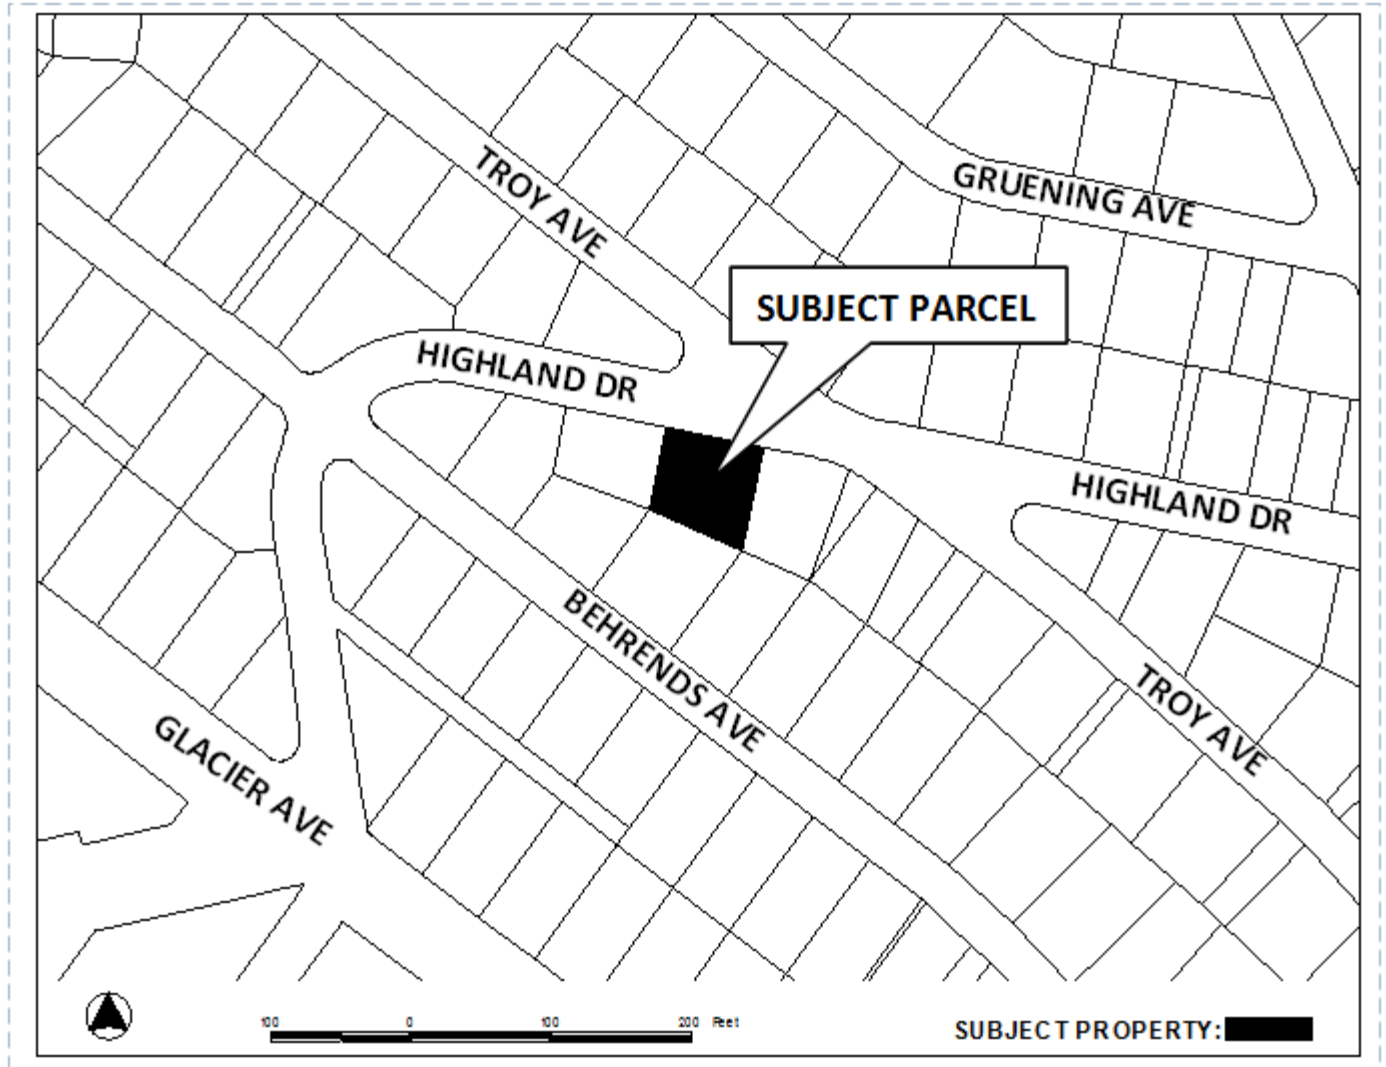 TROY AVE
GRUENING AVE
SUBJECT PARCEL
HIGHLAND DR
HIGHLAND DR
BEHRENDS AVE
TROY AVE
GLACIER AVE
100 0 100 200 Feet
SUBJECT PROPERTY: